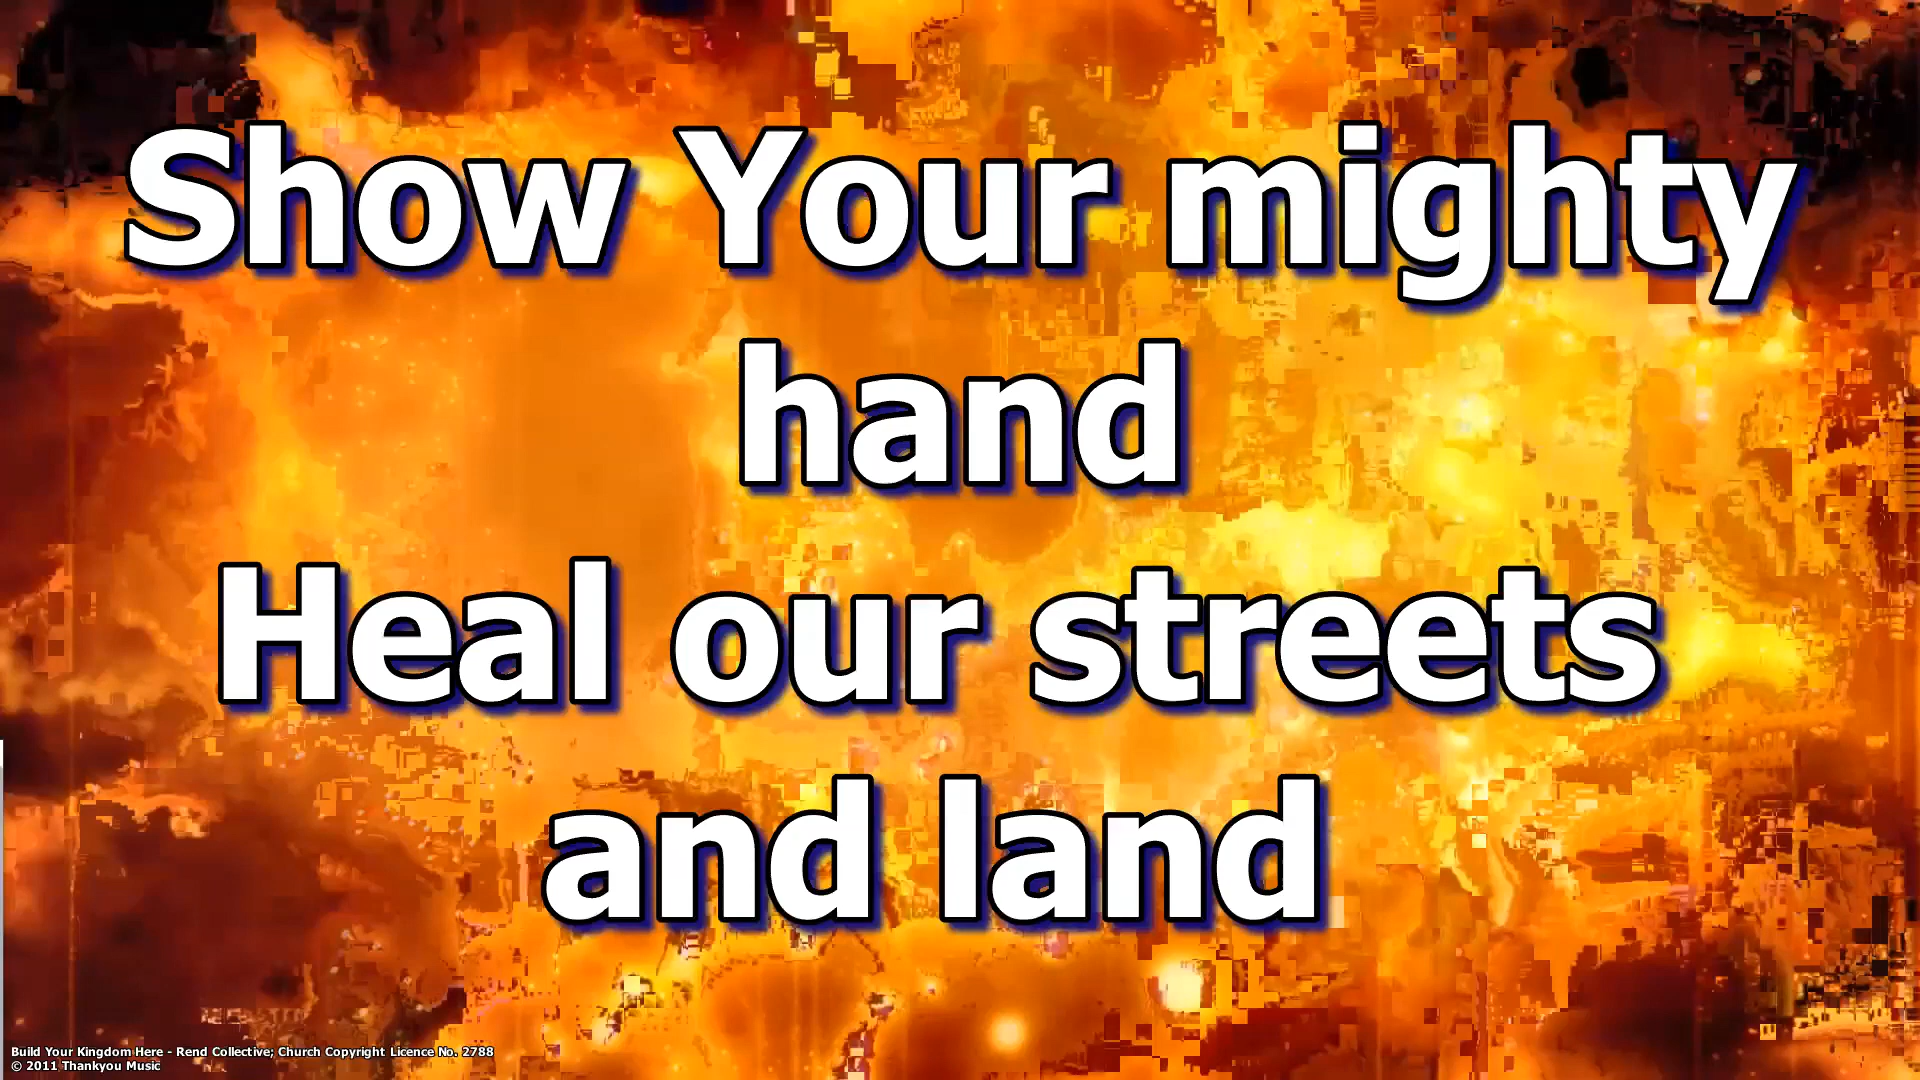 Show Your mighty
hand
Heal our streets
and land
Build Your Kingdom Here - Rend Collective; Church Copyright Licence No. 2788
© 2011 Thankyou Music